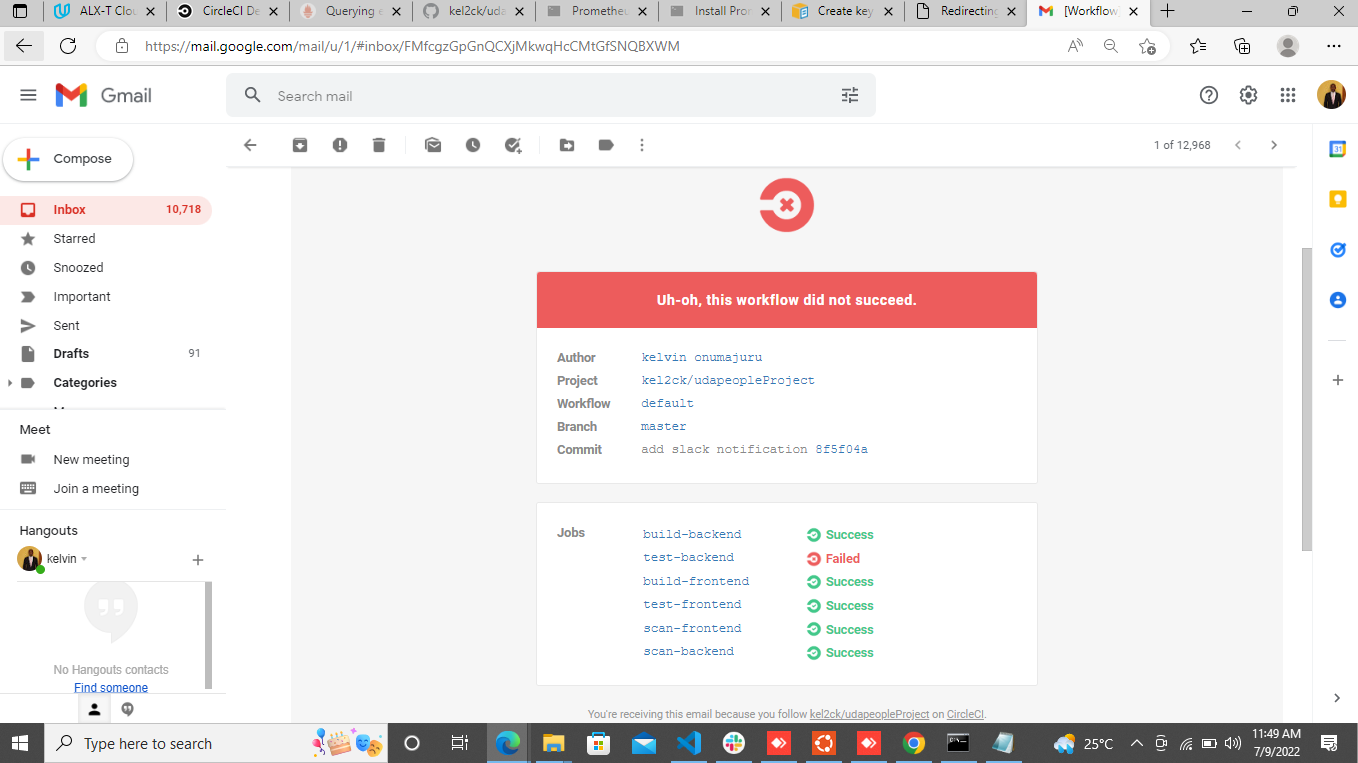 ALX-T Clou
CircleCI De
Querying e
kel2ck/uda
Prometheu
Install Pror
Create key
Redirecting
[Workflow
https://mail.google.com/mail/u/1/#inbox/FMfcgzGpGnQCXjMkwqHcCMtGfSNQBXWM
Gmail
Search mail
Compose
1 of 12,968
Inbox 10,718
Starred
Snoozed
Important
Sent
Drafts 91
Categories
Meet
New meeting
Join a meeting
Hangouts
kelvin
No Hangouts contacts
Find someone
Uh-oh, this workflow did not succeed.
Author kelvin onumajuru
Project kel2ck/udapeopleProject
Workflow default
Branch master
Commit add slack notification 8f5f04a
Jobs build-backend Success
test-backend Failed
build-frontend Success
test-frontend Success
scan-frontend Success
scan-backend Success
You're receiving this email because you follow kel2ck/udapeopleProject on CircleCI.
Type here to search
25°C
11:49 AM
7/9/2022